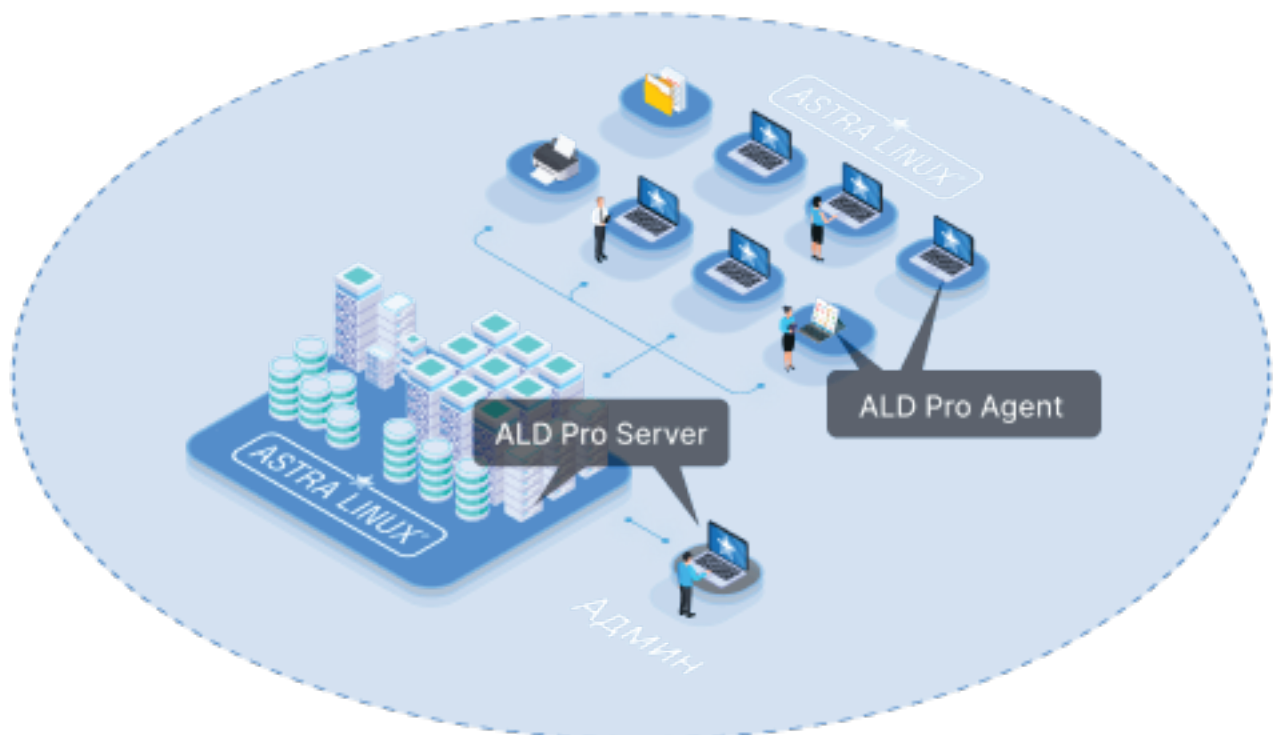 ASTRA LINUX®
ALD Pro Agent
ALD Pro Server
ASTRA LINUX®
Админ